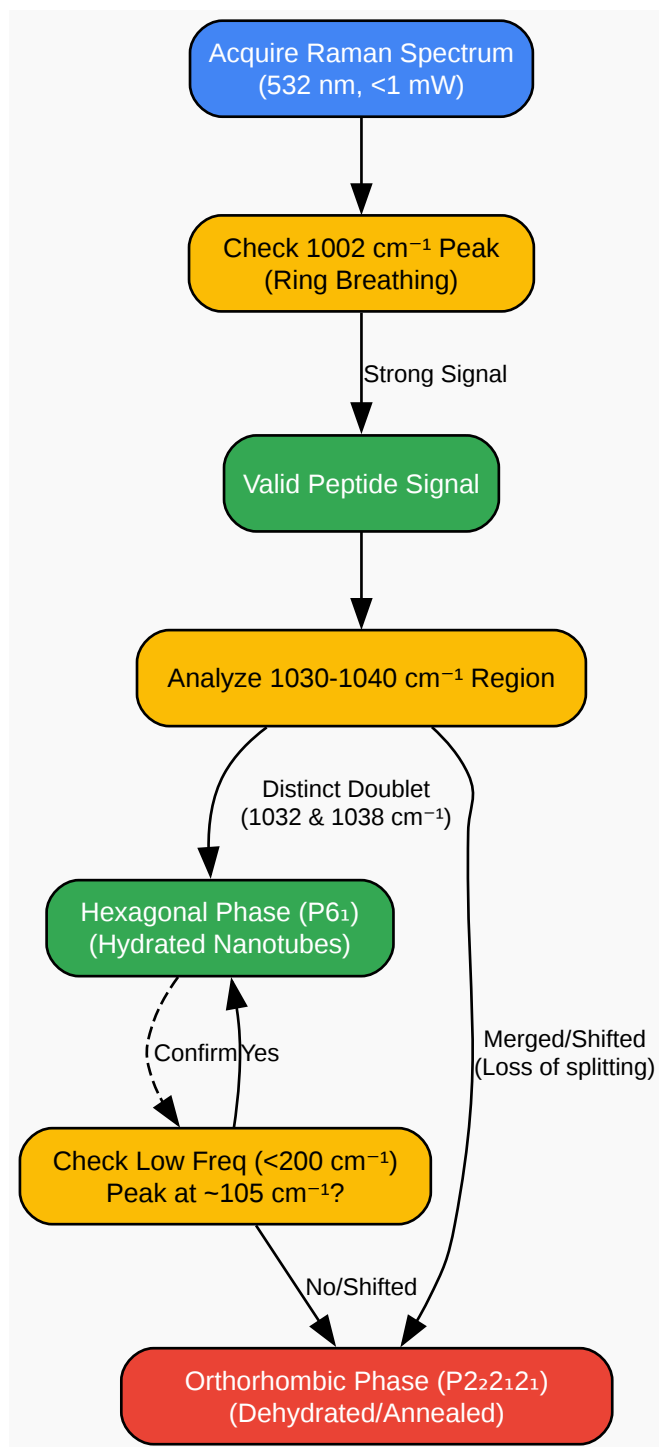 Acquire Raman Spectrum
(532 nm, <1 mW)
Check 1002 cm⁻¹ Peak
(Ring Breathing)
Strong Signal
Valid Peptide Signal
Analyze 1030-1040 cm⁻¹ Region
Distinct Doublet
(1032 & 1038 cm⁻¹)
Hexagonal Phase (P6₁)
(Hydrated Nanotubes)
Merged/Shifted
(Loss of splitting)
Confirm
Yes
Check Low Freq (<200 cm⁻¹)
Peak at ~105 cm⁻¹?
No/Shifted
Orthorhombic Phase (P2₂2₁2₁)
(Dehydrated/Annealed)